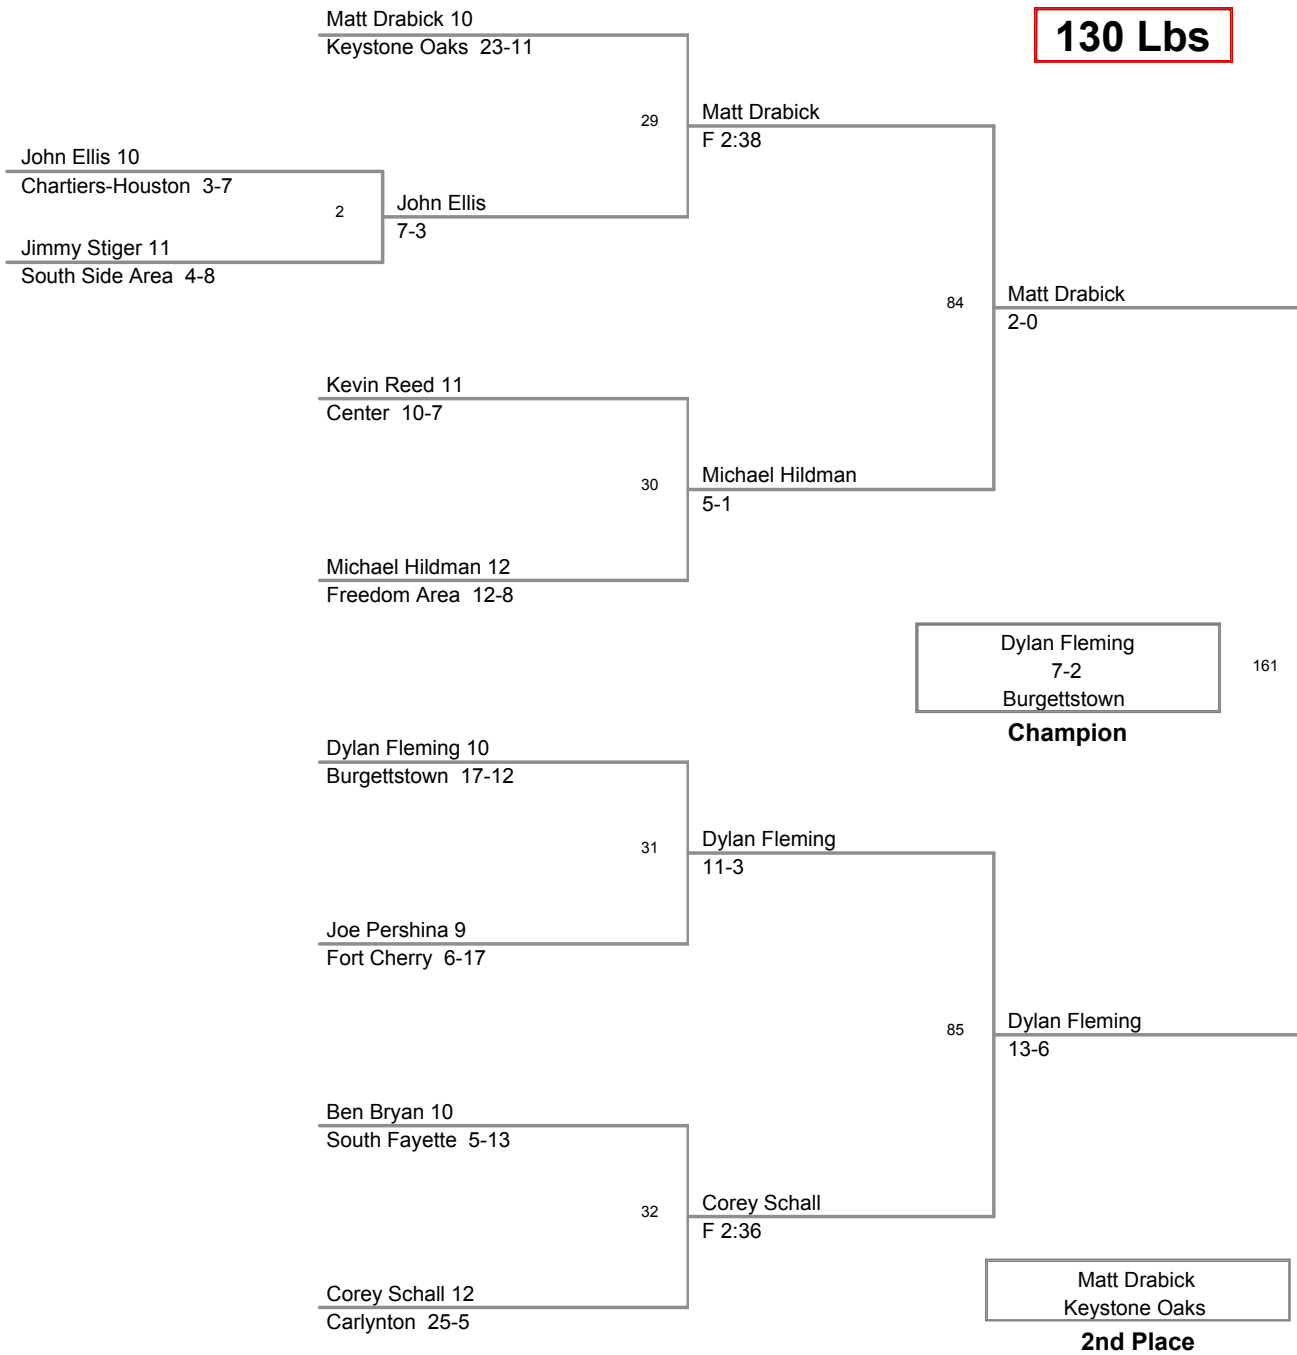 Matt Drabick 10
Keystone Oaks 23-11
130 Lbs
29
Matt Drabick
F 2:38
John Ellis 10
Chartiers-Houston 3-7
2
John Ellis
7-3
Jimmy Stiger 11
South Side Area 4-8
84
Matt Drabick
2-0
Kevin Reed 11
Center 10-7
30
Michael Hildman
5-1
Michael Hildman 12
Freedom Area 12-8
Dylan Fleming
7-2
Burgettstown
161
Champion
Dylan Fleming 10
Burgettstown 17-12
31
Dylan Fleming
11-3
Joe Pershina 9
Fort Cherry 6-17
85
Dylan Fleming
13-6
Ben Bryan 10
South Fayette 5-13
32
Corey Schall
F 2:36
Corey Schall 12
Carlynton 25-5
Matt Drabick
Keystone Oaks
2nd Place